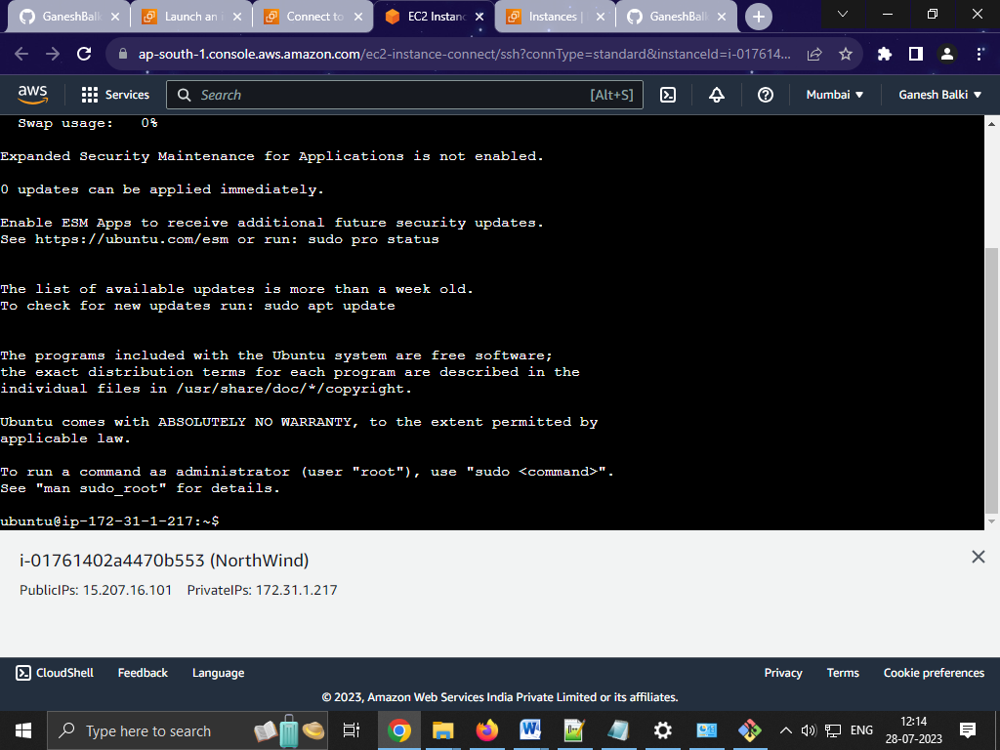 GaneshBall
Launch an i
Connect to
EC2 Instanc
Instances |
GaneshBall
ap-south-1.console.aws.amazon.com/ec2-instance-connect/ssh?connType=standard&instanceId=i-017614...
aws
Services
Search
[Alt+S]
Mumbai
Ganesh Balki
Swap usage:   0%
Expanded Security Maintenance for Applications is not enabled.
0 updates can be applied immediately.
Enable ESM Apps to receive additional future security updates.
See https://ubuntu.com/esm or run: sudo pro status
The list of available updates is more than a week old.
To check for new updates run: sudo apt update
The programs included with the Ubuntu system are free software;
the exact distribution terms for each program are described in the
individual files in /usr/share/doc/*/copyright.
Ubuntu comes with ABSOLUTELY NO WARRANTY, to the extent permitted by
applicable law.
To run a command as administrator (user "root"), use "sudo <command>".
See "man sudo_root" for details.
ubuntu@ip-172-31-1-217:~$
i-01761402a4470b553 (NorthWind)
PublicIPs: 15.207.16.101    PrivateIPs: 172.31.1.217
CloudShell
Feedback
Language
Privacy
Terms
Cookie preferences
© 2023, Amazon Web Services India Private Limited or its affiliates.
Type here to search
ENG
12:14
28-07-2023